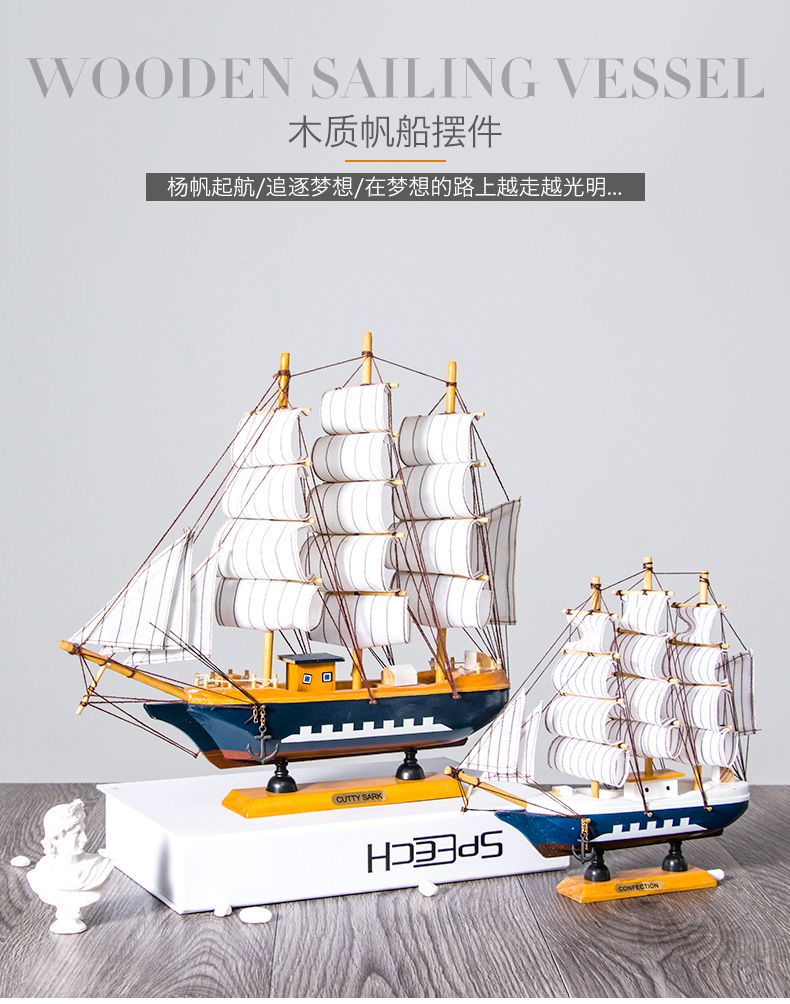 WOODEN SAILING VESSEL
木质帆船摆件
杨帆起航/追逐梦想/在梦想的路上越走越光明...
CUTTY SARK
SPEECH
CONFECTION